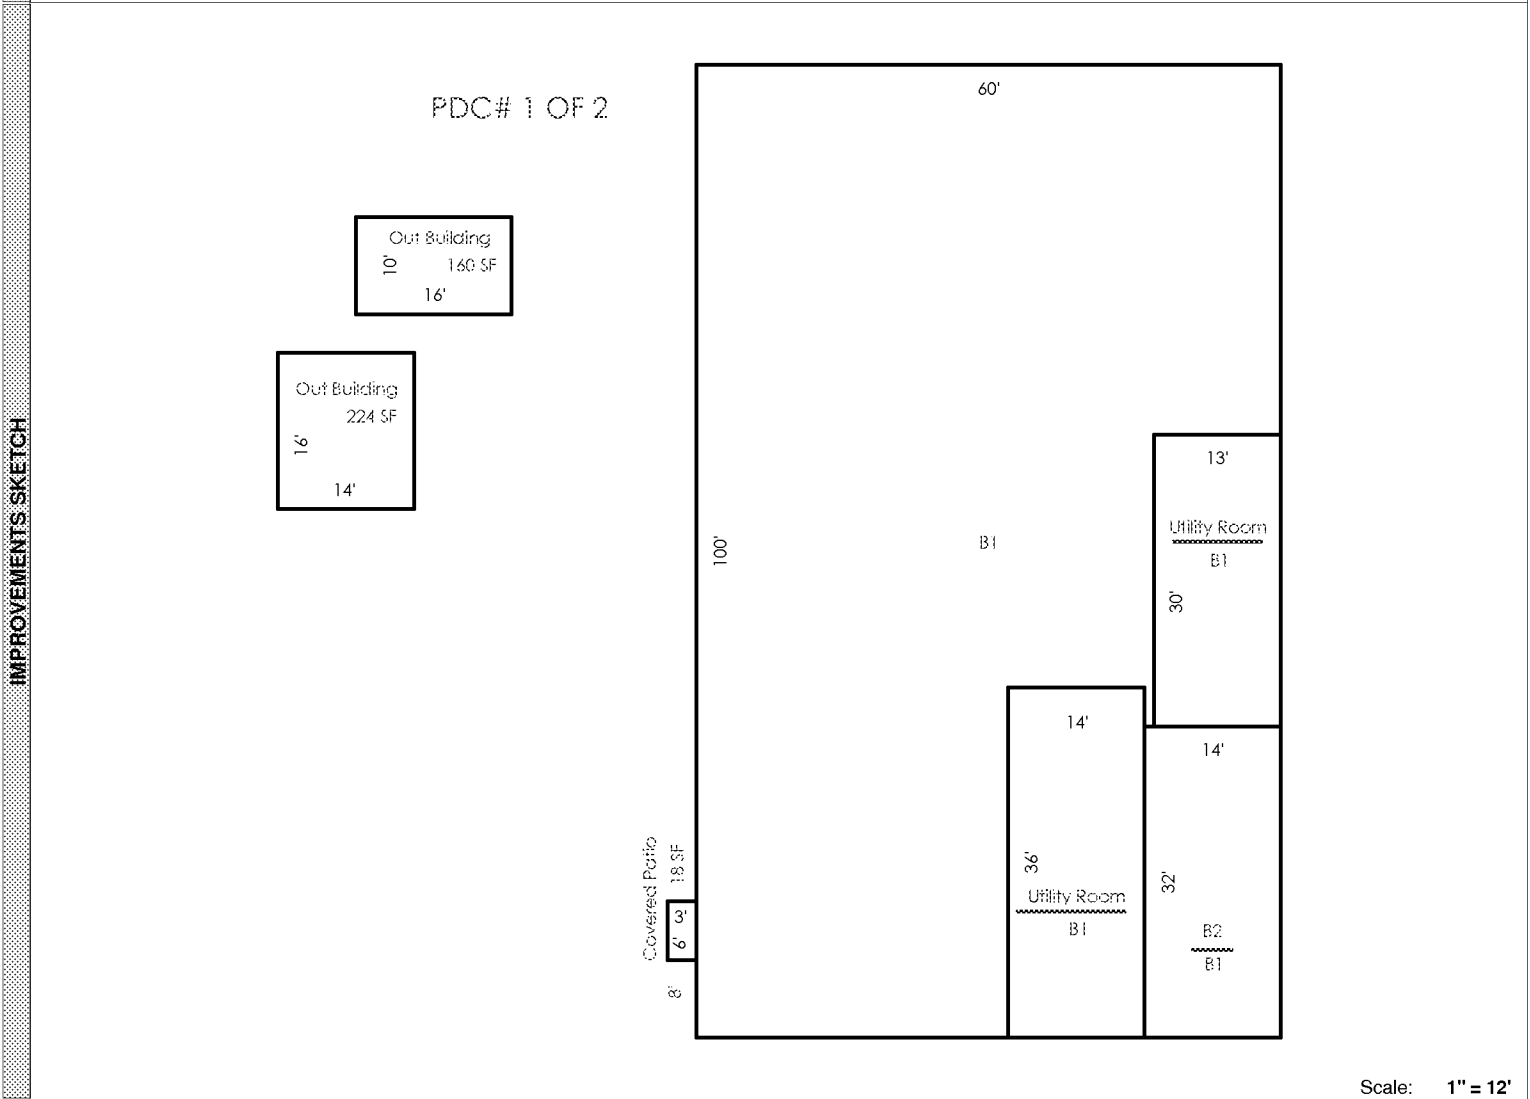 IMPROVEMENTS SKETCH
PDC# 1 OF 2
60'
Out Building
10'
160 SF
16'
Out Building
224 SF
16'
14'
100'
B1
13'
Utility Room
B1
30'
14'
36'
Utility Room
B1
14'
32'
B2
B1
Covered Patio
18 SF
3'
6'
8'
Scale: 1" = 12'